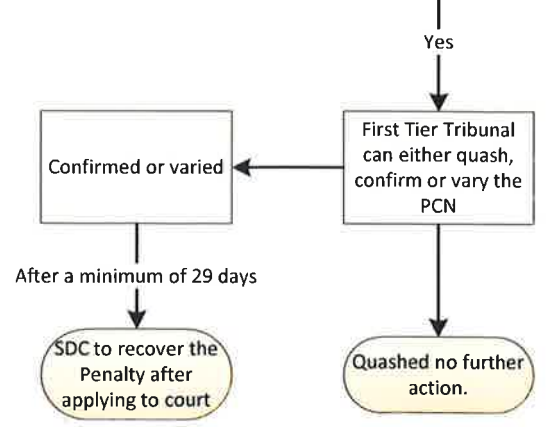 Yes
First Tier Tribunal
can either quash,
confirm or vary the
PCN
Confirmed or varied
After a minimum of 29 days
SDC to recover the
Penalty after
applying to court
Quashed no further
action.